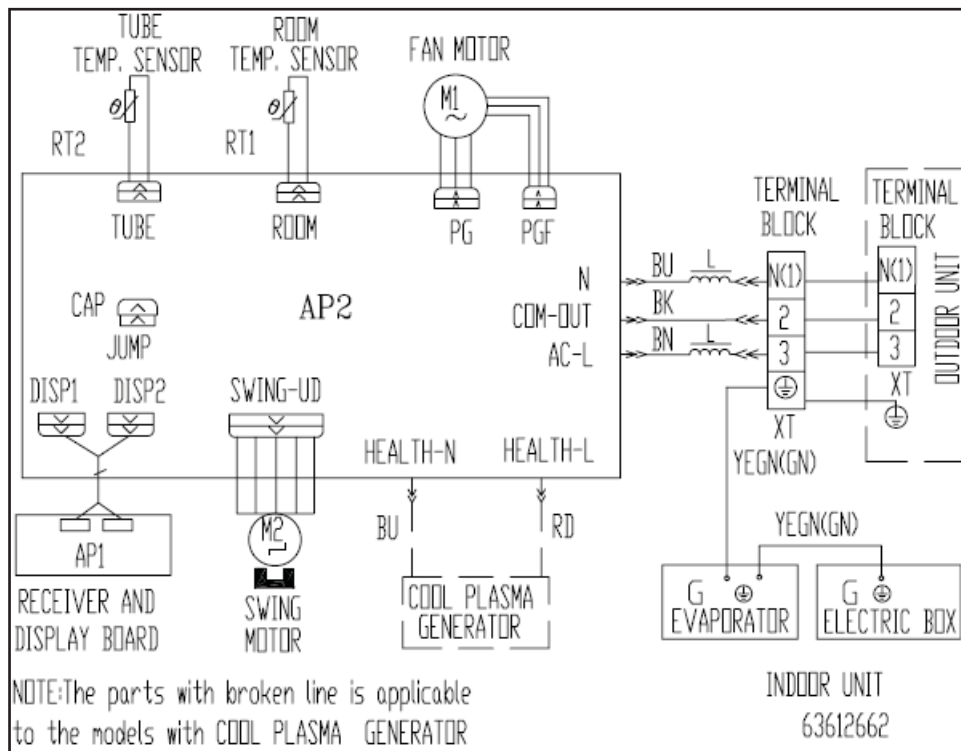 TUBE
TEMP. SENSOR
ROOM
TEMP. SENSOR
FAN MOTOR
θ
θ
M1
~
RT2
RT1
TUBE
ROOM
PG
PGF
TERMINAL
BLOCK
TERMINAL
BLOCK
OUTDOOR UNIT
N
BU
L
N(1)
N(1)
CAP
JUMP
AP2
COM-OUT
BK
2
2
AC-L
BN
L
3
3
XT
XT
YEGN(GN)
DISP1
DISP2
SWING-UD
HEALTH-N
HEALTH-L
BU
RD
YEGN(GN)
M2
AP1
RECEIVER AND
DISPLAY BOARD
SWING
MOTOR
COOL PLASMA
GENERATOR
G
EVAPORATOR
G
ELECTRIC BOX
NOTE:The parts with broken line is applicable
to the models with COOL PLASMA GENERATOR
INDOOR UNIT
63612662